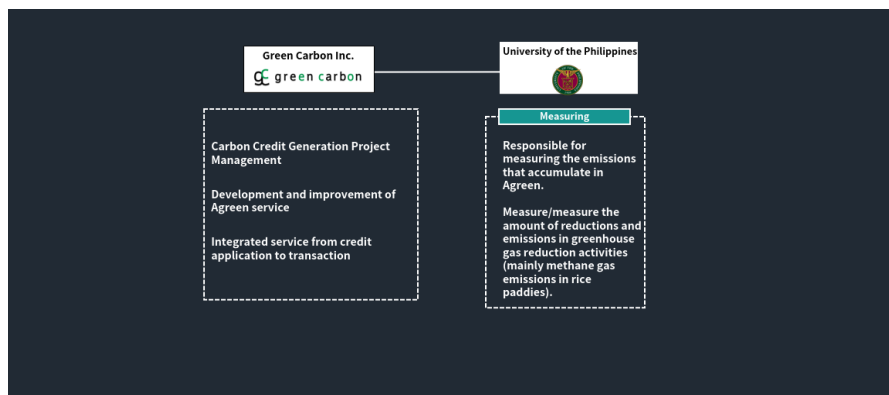 Green Carbon Inc.
gc green carbon
University of the Philippines
Carbon Credit Generation Project
Management
Development and improvement of
Agreen service
Integrated service from credit
application to transaction
Measuring
Responsible for
measuring the emissions
that accumulate in
Agreen.
Measure/measure the
amount of reductions and
emissions in greenhouse
gas reduction activities
(mainly methane gas
emissions in rice
paddies).